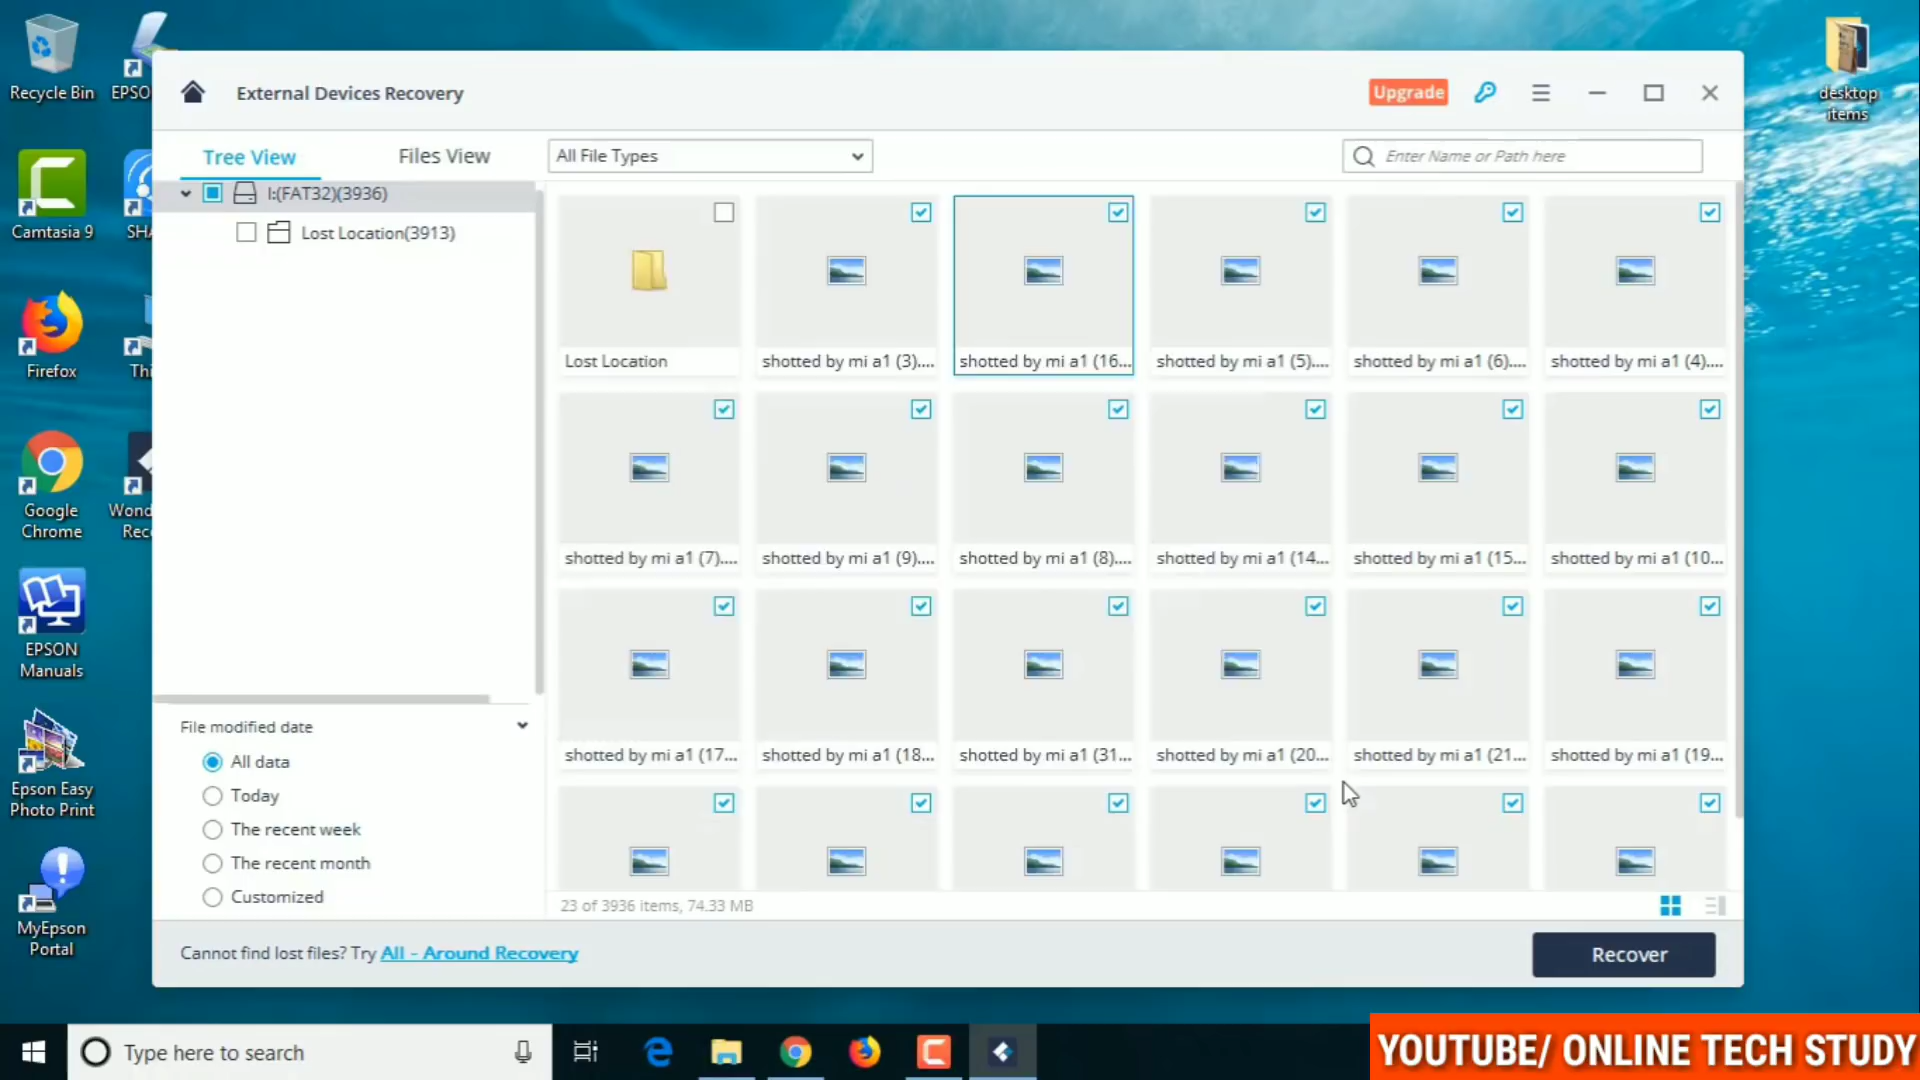 Recycle Bin
EPSO
desktop
items
External Devices Recovery
Upgrade
Tree View
Files View
All File Types
Enter Name or Path here
I:(FAT32)(3936)
Lost Location(3913)
Camtasia 9
SHA
Firefox
Thi
Google
Chrome
Wond
Reco
EPSON
Manuals
Epson Easy
Photo Print
MyEpson
Portal
Lost Location
shotted by mi a1 (3)....
shotted by mi a1 (16...
shotted by mi a1 (5)....
shotted by mi a1 (6)....
shotted by mi a1 (4)....
shotted by mi a1 (7)....
shotted by mi a1 (9)....
shotted by mi a1 (8)....
shotted by mi a1 (14...
shotted by mi a1 (15...
shotted by mi a1 (10...
shotted by mi a1 (17...
shotted by mi a1 (18...
shotted by mi a1 (31...
shotted by mi a1 (20...
shotted by mi a1 (21...
shotted by mi a1 (19...
File modified date
All data
Today
The recent week
The recent month
Customized
23 of 3936 items, 74.33 MB
Cannot find lost files? Try All - Around Recovery
Recover
Type here to search
YOUTUBE/ ONLINE TECH STUDY